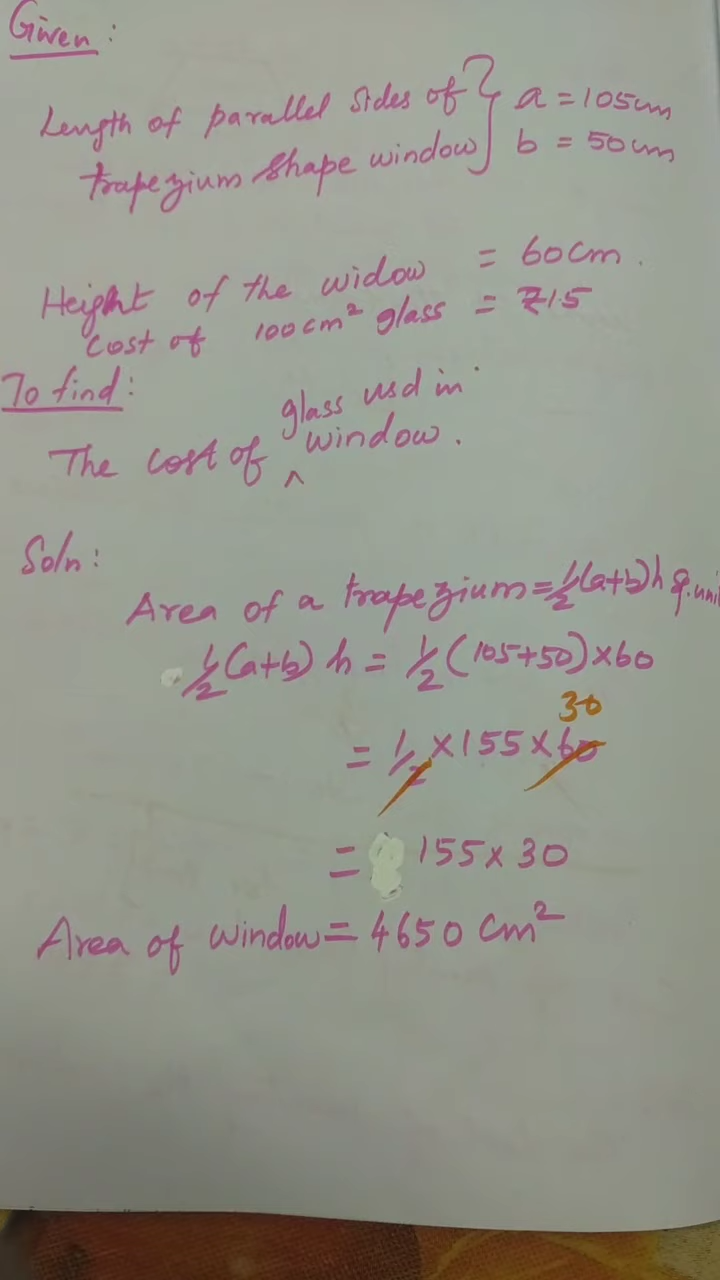 Given:
Length of parallel sides of } a = 105cm
trapezium shape window } b = 50cm
Height of the widow = 60cm.
Cost of 100cm² glass = ₹15
To find:
glass usd in
The cost of ^ window.
Soln:
Area of a trapezium = 1/2(a+b)h sq.uni
1/2(a+b) h = 1/2(105+50)×60
30
= 1/2 × 155 × 60
= 155 × 30
Area of window = 4650 cm²